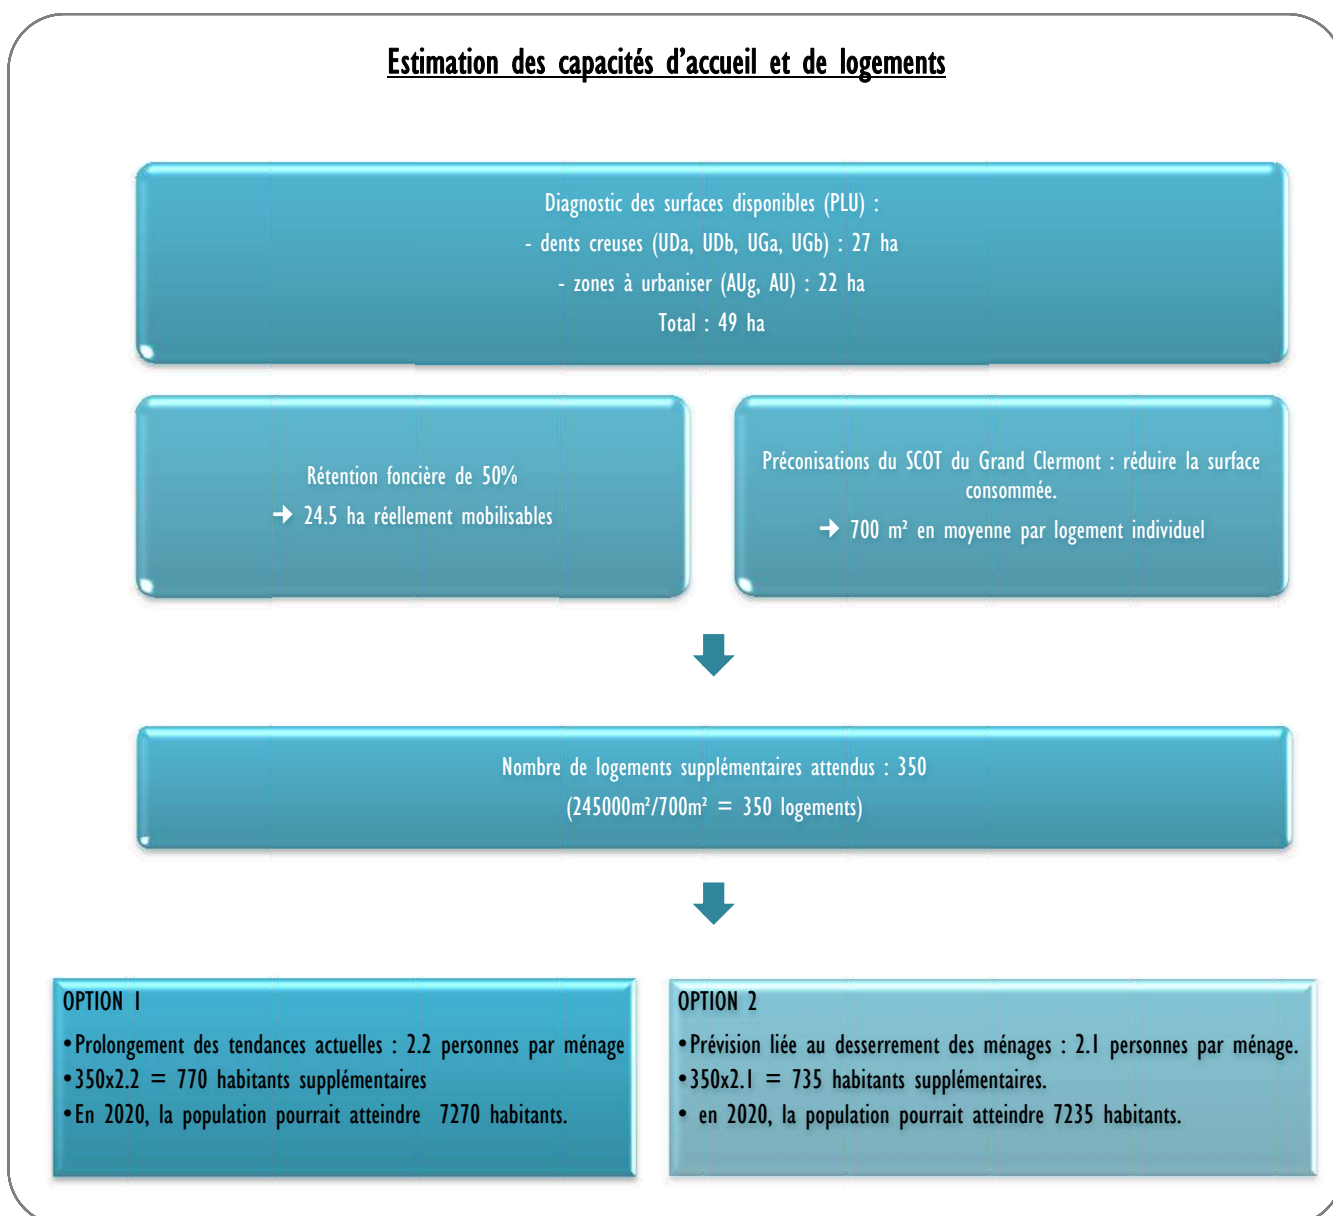 Estimation des capacités d’accueil et de logements
Diagnostic des surfaces disponibles (PLU) :
- dents creuses (UDa, UDb, UGa, UGb) : 27 ha
- zones à urbaniser (AUg, AU) : 22 ha
Total : 49 ha
Rétention foncière de 50%
→ 24.5 ha réellement mobilisables
Préconisations du SCOT du Grand Clermont : réduire la surface
consommée.
→ 700 m² en moyenne par logement individuel
Nombre de logements supplémentaires attendus : 350
(245000m²/700m² = 350 logements)
OPTION 1
•Prolongement des tendances actuelles : 2.2 personnes par ménage
•350x2.2 = 770 habitants supplémentaires
•En 2020, la population pourrait atteindre 7270 habitants.
OPTION 2
•Prévision liée au desserrement des ménages : 2.1 personnes par ménage.
•350x2.1 = 735 habitants supplémentaires.
• en 2020, la population pourrait atteindre 7235 habitants.